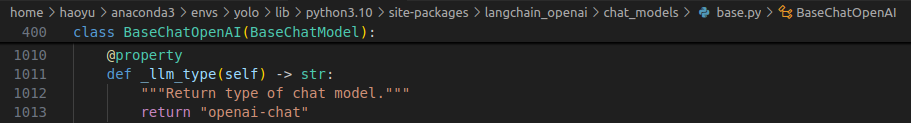 home > haoyu > anaconda3 > envs > yolo > lib > python3.10 > site-packages > langchain_openai > chat_models > base.py > BaseChatOpenAI
400 class BaseChatOpenAI(BaseChatModel):
1010 @property
1011 def _llm_type(self) -> str:
1012 """Return type of chat model."""
1013 return "openai-chat"